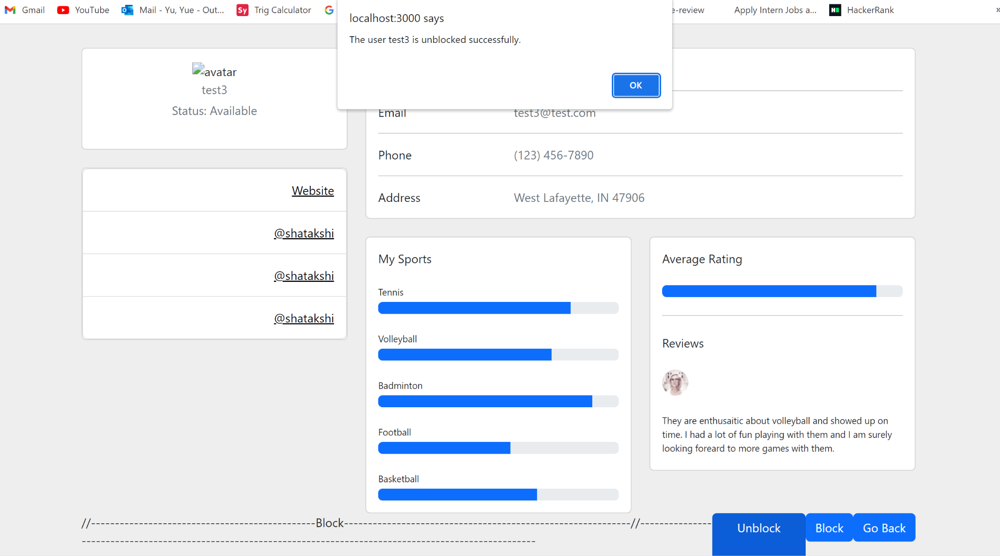 Gmail
YouTube
Mail - Yu, Yue - Out...
Sy
Trig Calculator
e-review
Apply Intern Jobs a...
HackerRank
»
localhost:3000 says
The user test3 is unblocked successfully.
OK
avatar
test3
Status: Available
Email test3@test.com
Phone (123) 456-7890
Address West Lafayette, IN 47906
Website
@shatakshi
@shatakshi
@shatakshi
My Sports
Tennis
Volleyball
Badminton
Football
Basketball
Average Rating
Reviews
They are enthusaitic about volleyball and showed up on
time. I had a lot of fun playing with them and I am surely
looking foreard to more games with them.
//-----------------------------------------------Block------------------------------------------------------------//---------------
-----------------------------------------------------------------------------------------------
Unblock
Block
Go Back